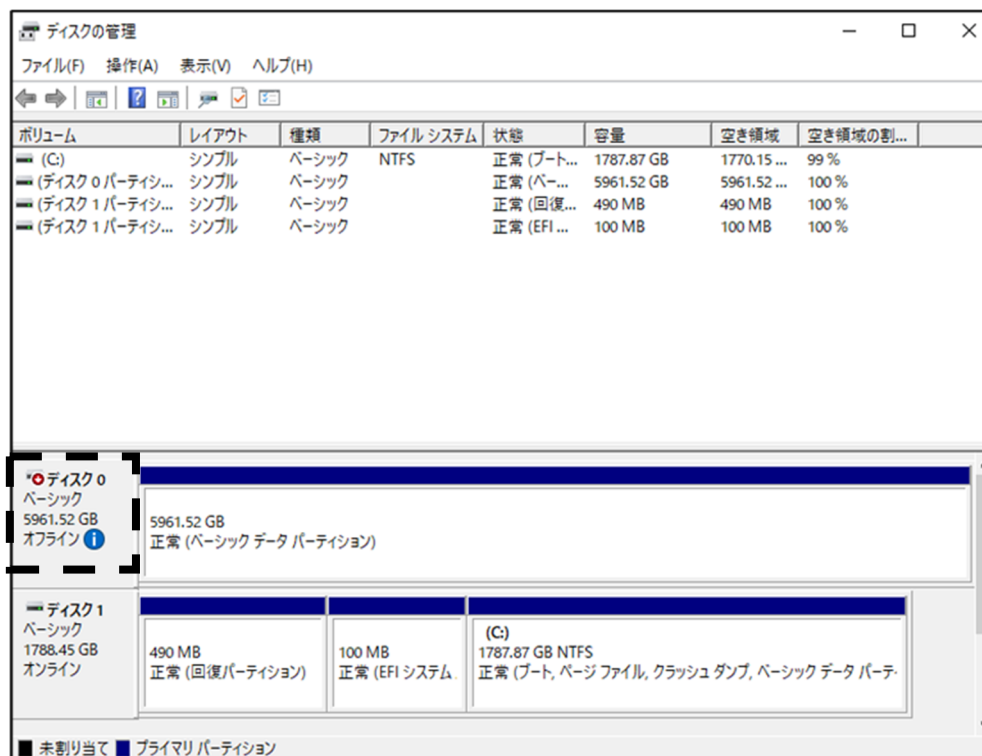 ディスクの管理
ファイル(F) 操作(A) 表示(V) ヘルプ(H)
ボリューム レイアウト 種類 ファイル システム 状態 容量 空き領域 空き領域の割...
(C:) シンプル ベーシック NTFS 正常 (ブート... 1787.87 GB 1770.15 ... 99 %
(ディスク 0 パーティシ... シンプル ベーシック 正常 (ベー... 5961.52 GB 5961.52 ... 100 %
(ディスク 1 パーティシ... シンプル ベーシック 正常 (回復... 490 MB 490 MB 100 %
(ディスク 1 パーティシ... シンプル ベーシック 正常 (EFI ... 100 MB 100 MB 100 %
ディスク 0
ベーシック
5961.52 GB
オフライン
5961.52 GB
正常 (ベーシック データ パーティション)
ディスク 1
ベーシック
1788.45 GB
オンライン
490 MB
正常 (回復パーティション)
100 MB
正常 (EFI システム
(C:)
1787.87 GB NTFS
正常 (ブート, ページ ファイル, クラッシュ ダンプ, ベーシック データ パーテ
未割り当て プライマリ パーティション